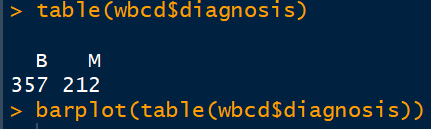 > table(wbcd$diagnosis)
  B   M
357 212
> barplot(table(wbcd$diagnosis))